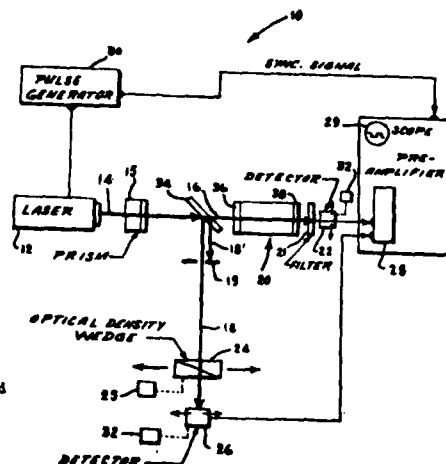 10
30
PULSE
GENERATOR
SYNC. SIGNAL
29
SCOPE
PRE-
AMPLIFIER
DETECTOR
32
34
16
36
38
15
14
LASER
12
PRISM
18'
19
20
21
22
FILTER
28
18
OPTICAL DENSITY
WEDGE
24
25
32
26
DETECTOR